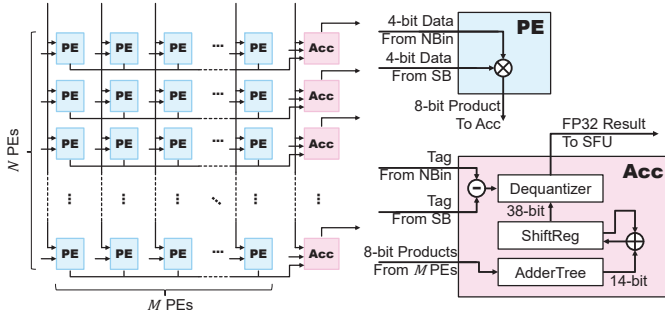 PE PE PE ... PE Acc
PE PE PE ... PE Acc
PE PE PE ... PE Acc
... ... ... ... ... ...
PE PE PE ... PE Acc
N PEs
M PEs
4-bit Data
From NBin
4-bit Data
From SB
PE
8-bit Product
To Acc
FP32 Result
To SFU
Acc
Tag
From NBin
Tag
From SB
Dequantizer
38-bit
ShiftReg
8-bit Products
From M PEs
AdderTree
14-bit